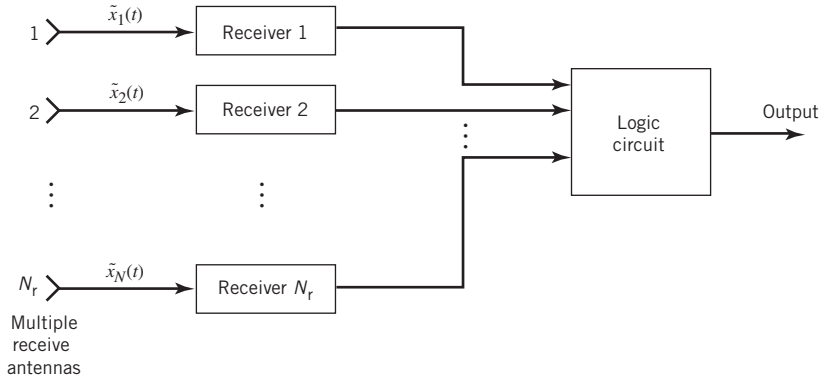 1
x̃₁(t)
Receiver 1
2
x̃₂(t)
Receiver 2
Logic
circuit
Output
Nᵣ
x̃_N(t)
Receiver Nᵣ
Multiple
receive
antennas